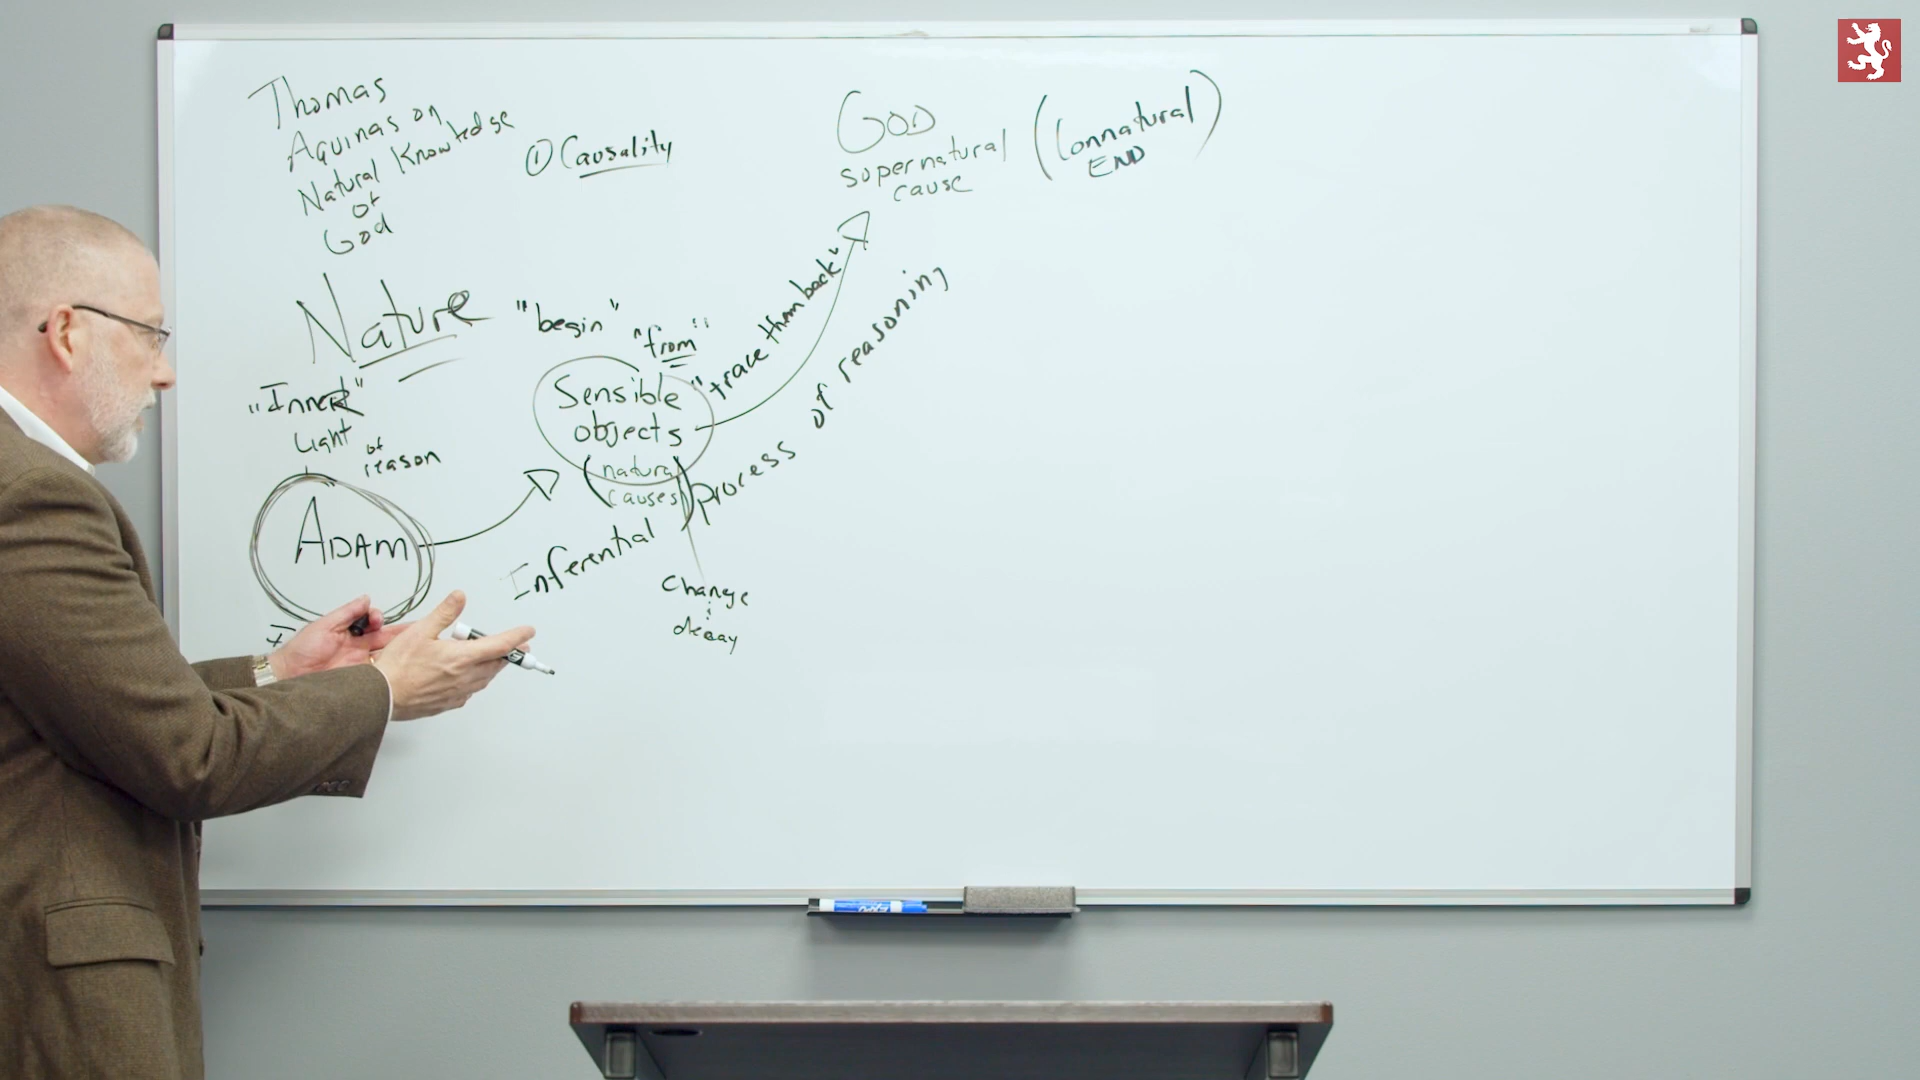 Thomas
Aquinas on
Natural Knowledge
of
God
① Causality
GOD
supernatural
cause
(Connatural)
END
Nature
"begin"
"from"
"trace them back"
"Inner"
Light
of
reason
Sensible
objects
(natural
causes)
ADAM
Inferential process of reasoning
Change
decay
EXPO